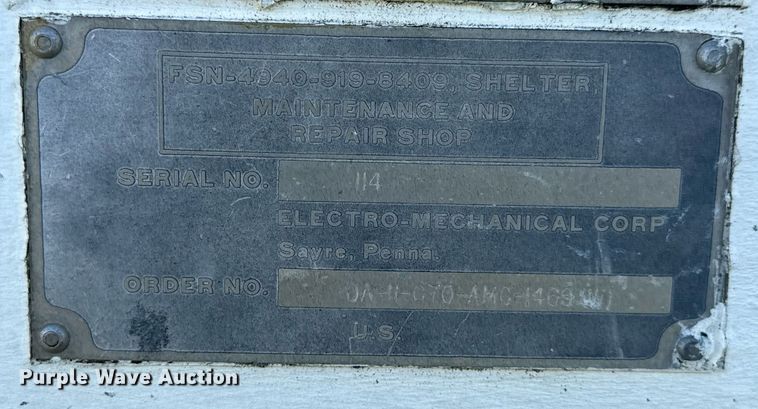 FSN-4940-919-8409, SHELTER,
MAINTENANCE AND
REPAIR SHOP
SERIAL NO. 114
ELECTRO-MECHANICAL CORP
Sayre, Penna.
ORDER NO.
U.S.
Purple Wave Auction